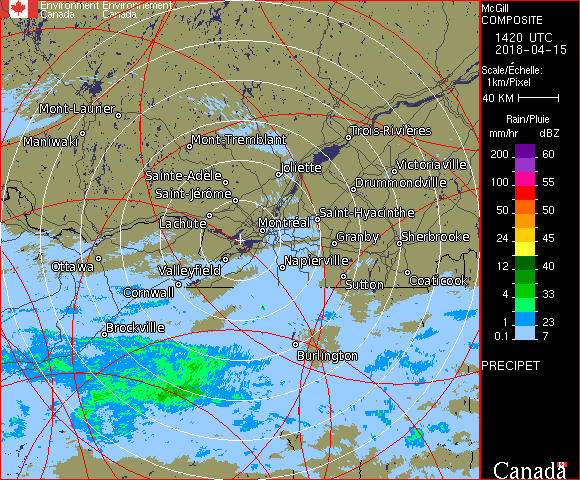 Environment Environnement
Canada Canada
McGill
COMPOSITE
1420 UTC
2018-04-15
Scale/Échelle:
1km/Pixel
40 KM
Rain/Pluie
mm/hr dBZ
200 60
100 55
50 50
24 45
12 40
4 33
1 23
0.1 7
PRECIPET
Canada
Mont-Laurier
Maniwaki
Mont-Tremblant
Trois-Rivières
Sainte-Adèle
Joliette
Victoriaville
Saint-Jérôme
Drummondville
Lachute
Montréal
Saint-Hyacinthe
Granby
Sherbrooke
Ottawa
Valleyfield
Napierville
Cornwall
Sutton
Coaticook
Brockville
Burlington